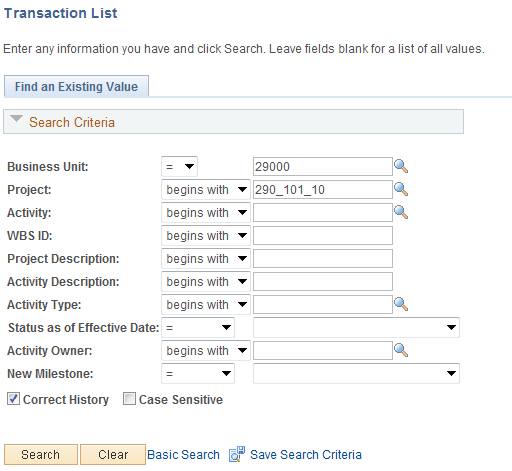 Transaction List
Enter any information you have and click Search. Leave fields blank for a list of all values.
Find an Existing Value
Search Criteria
Business Unit: = 29000
Project: begins with 290_101_10
Activity: begins with
WBS ID: begins with
Project Description: begins with
Activity Description: begins with
Activity Type: begins with
Status as of Effective Date: =
Activity Owner: begins with
New Milestone: =
Correct History Case Sensitive
Search Clear Basic Search Save Search Criteria